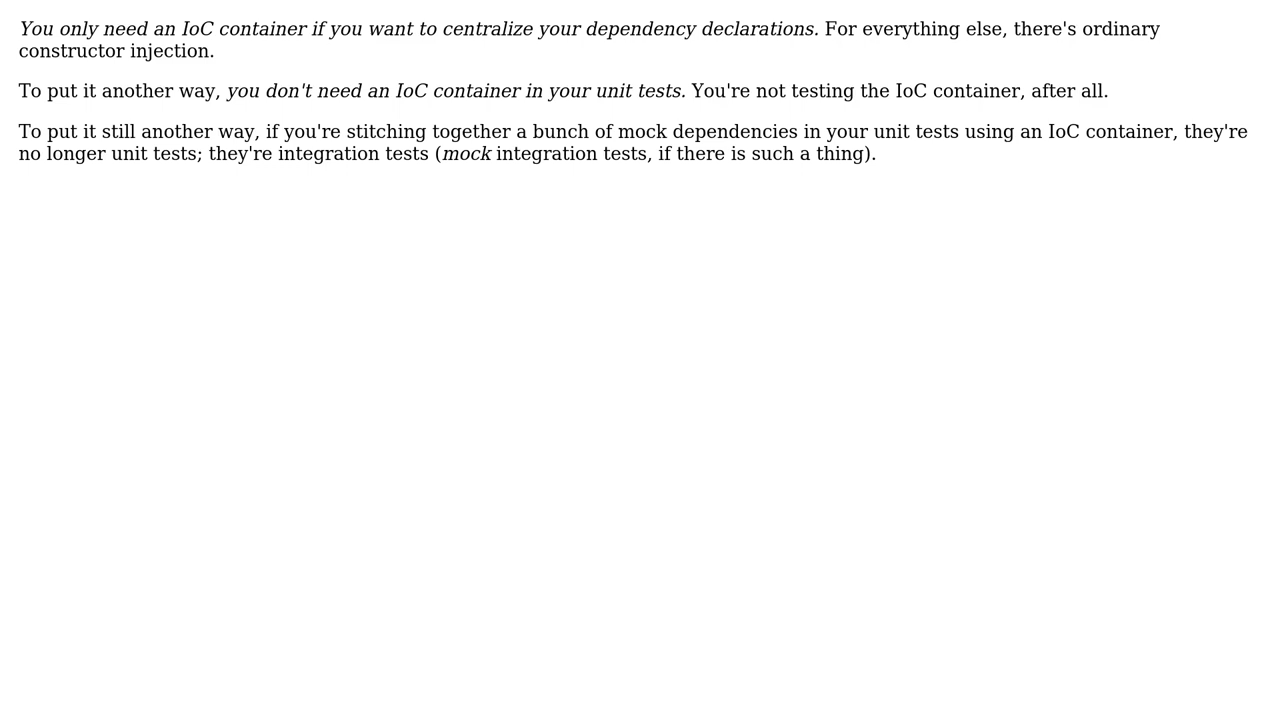 You only need an IoC container if you want to centralize your dependency declarations. For everything else, there's ordinary
constructor injection.
To put it another way, you don't need an IoC container in your unit tests. You're not testing the IoC container, after all.
To put it still another way, if you're stitching together a bunch of mock dependencies in your unit tests using an IoC container, they're
no longer unit tests; they're integration tests (mock integration tests, if there is such a thing).